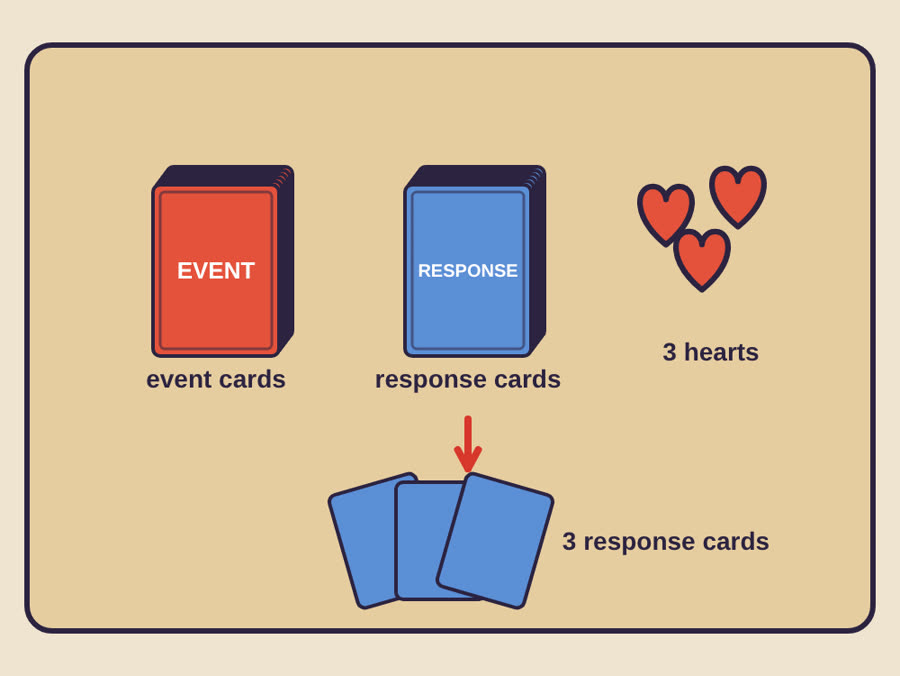 EVENT
RESPONSE
event cards
response cards
3 hearts
3 response cards